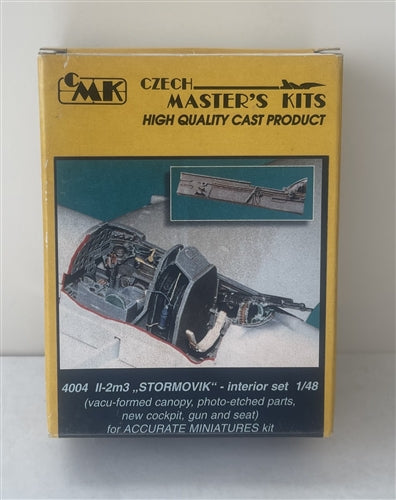 CMK
CZECH
MASTER'S KITS
HIGH QUALITY CAST PRODUCT
4004 Il-2m3 „STORMOVIK“ - interior set 1/48
(vacu-formed canopy, photo-etched parts,
new cockpit, gun and seat)
for ACCURATE MINIATURES kit